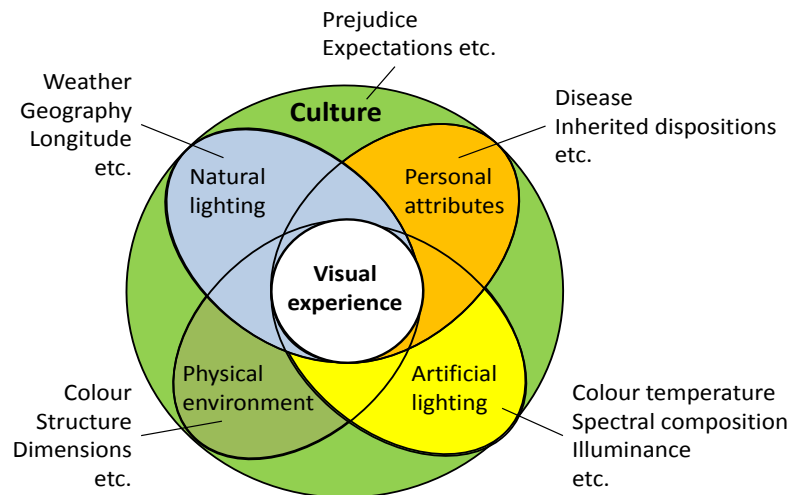 Prejudice
Expectations etc.
Weather
Geography
Longitude
etc.
Culture
Disease
Inherited dispositions
etc.
Natural
lighting
Personal
attributes
Visual
experience
Physical
environment
Artificial
lighting
Colour
Structure
Dimensions
etc.
Colour temperature
Spectral composition
Illuminance
etc.